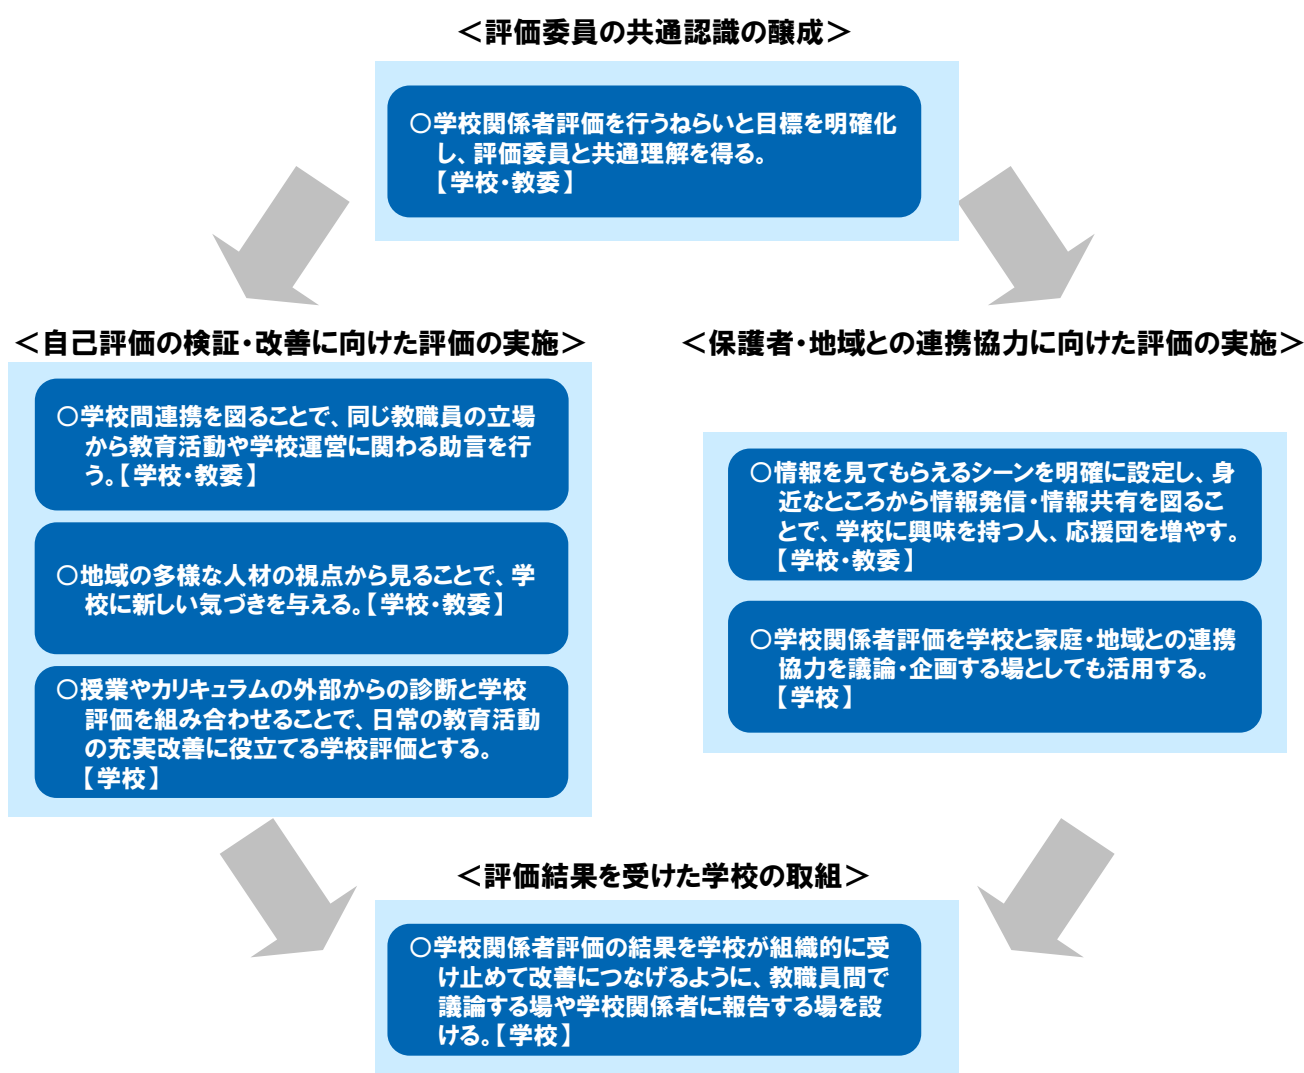 ＜評価委員の共通認識の醸成＞
○学校関係者評価を行うねらいと目標を明確化
し、評価委員と共通理解を得る。
【学校・教委】
＜自己評価の検証・改善に向けた評価の実施＞
○学校間連携を図ることで、同じ教職員の立場
から教育活動や学校運営に関わる助言を行
う。【学校・教委】
○地域の多様な人材の視点から見ることで、学
校に新しい気づきを与える。【学校・教委】
○授業やカリキュラムの外部からの診断と学校
評価を組み合わせることで、日常の教育活動
の充実改善に役立てる学校評価とする。
【学校】
＜保護者・地域との連携協力に向けた評価の実施＞
○情報を見てもらえるシーンを明確に設定し、身
近なところから情報発信・情報共有を図るこ
とで、学校に興味を持つ人、応援団を増やす。
【学校・教委】
○学校関係者評価を学校と家庭・地域との連携
協力を議論・企画する場としても活用する。
【学校】
＜評価結果を受けた学校の取組＞
○学校関係者評価の結果を学校が組織的に受
け止めて改善につなげるように、教職員間で
議論する場や学校関係者に報告する場を設
ける。【学校】